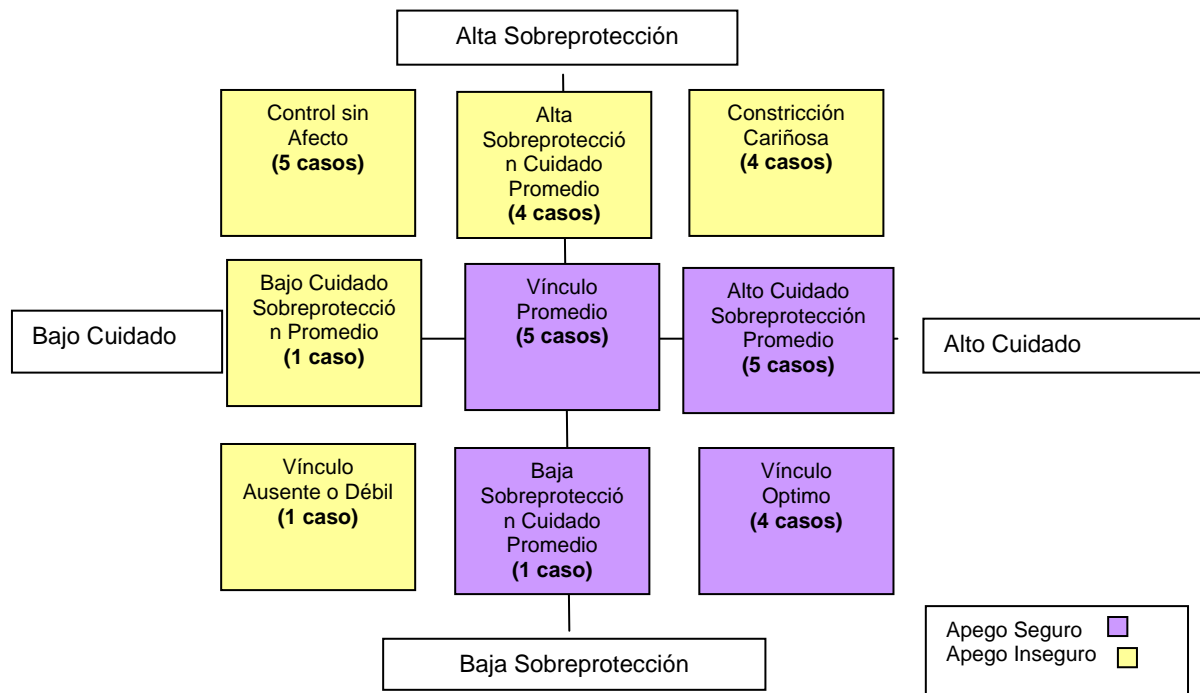 Alta Sobreprotección
Control sin
Afecto
(5 casos)
Alta
Sobreprotecció
n Cuidado
Promedio
(4 casos)
Constricción
Cariñosa
(4 casos)
Bajo Cuidado
Bajo Cuidado
Sobreprotecció
n Promedio
(1 caso)
Vínculo
Promedio
(5 casos)
Alto Cuidado
Sobreprotección
Promedio
(5 casos)
Alto Cuidado
Vínculo
Ausente o Débil
(1 caso)
Baja
Sobreprotecció
n Cuidado
Promedio
(1 caso)
Vínculo
Optimo
(4 casos)
Baja Sobreprotección
Apego Seguro
Apego Inseguro